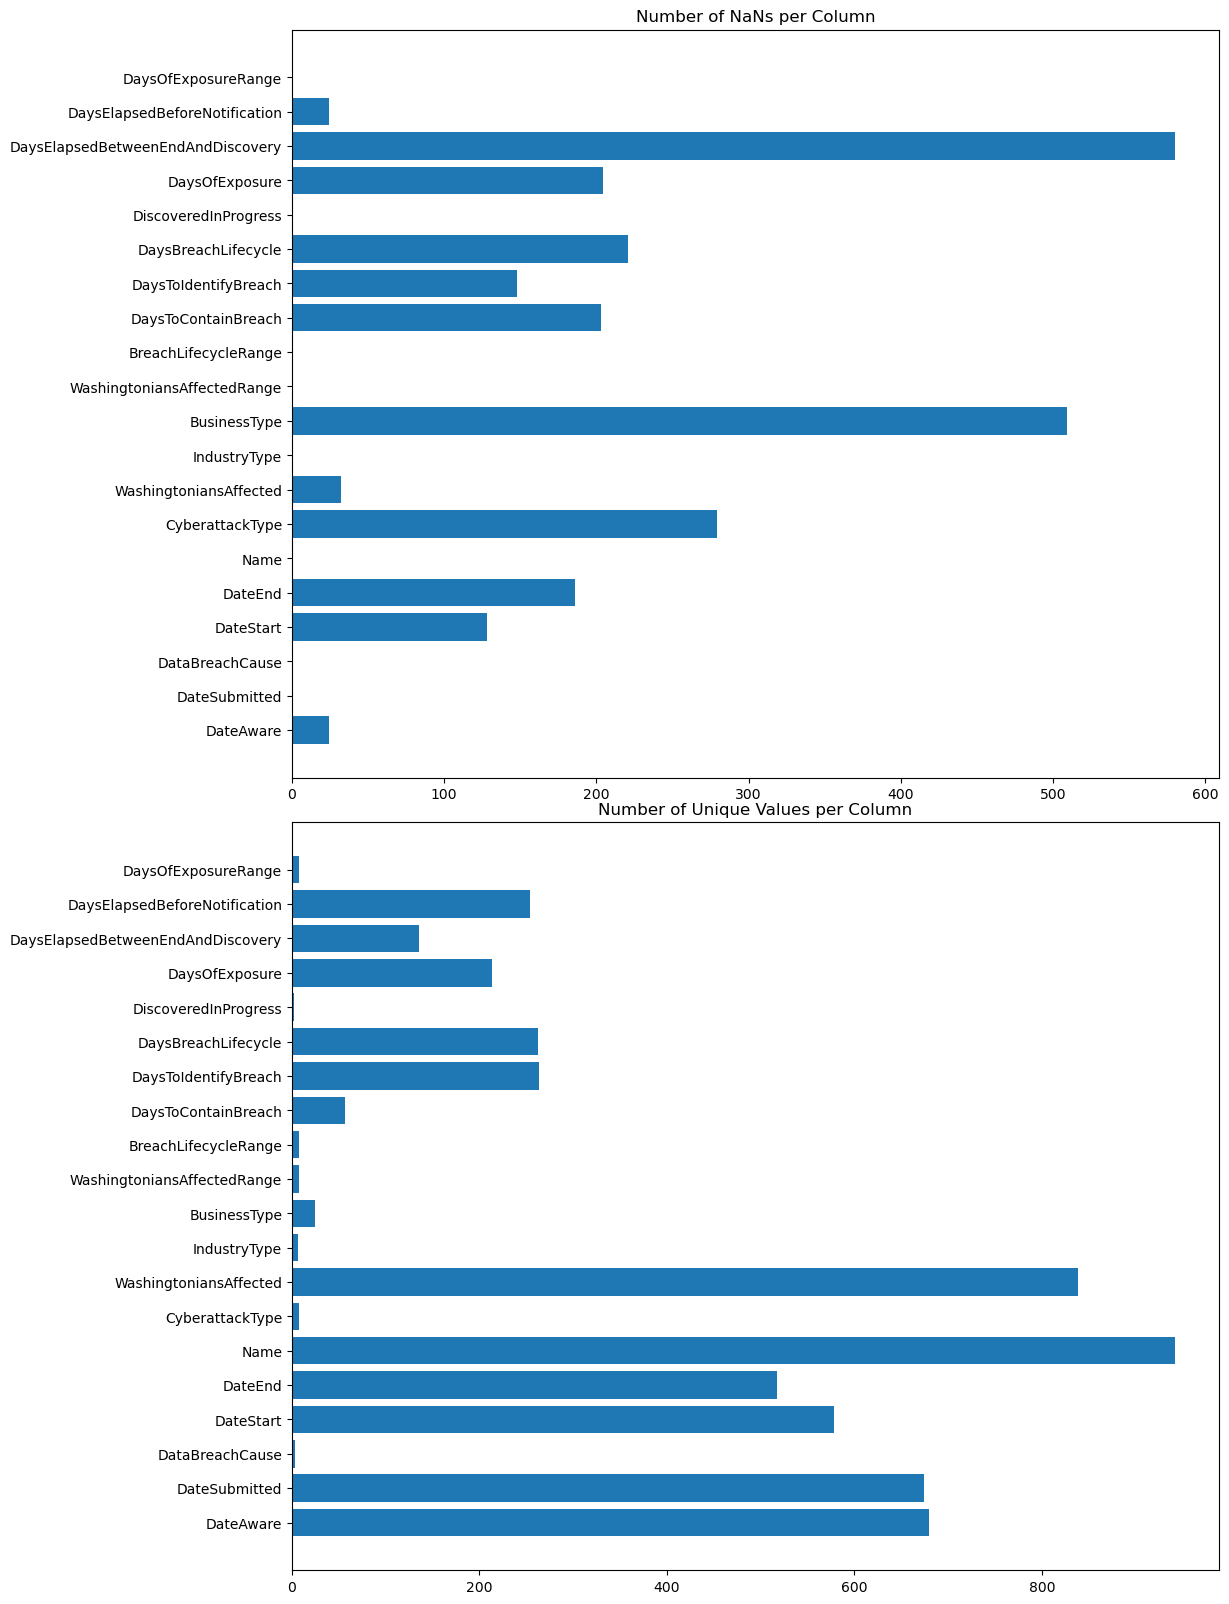 Number of NaNs per Column
DaysOfExposureRange
DaysElapsedBeforeNotification
DaysElapsedBetweenEndAndDiscovery
DaysOfExposure
DiscoveredInProgress
DaysBreachLifecycle
DaysToIdentifyBreach
DaysToContainBreach
BreachLifecycleRange
WashingtoniansAffectedRange
BusinessType
IndustryType
WashingtoniansAffected
CyberattackType
Name
DateEnd
DateStart
DataBreachCause
DateSubmitted
DateAware
0 100 200 300 400 500 600
Number of Unique Values per Column
DaysOfExposureRange
DaysElapsedBeforeNotification
DaysElapsedBetweenEndAndDiscovery
DaysOfExposure
DiscoveredInProgress
DaysBreachLifecycle
DaysToIdentifyBreach
DaysToContainBreach
BreachLifecycleRange
WashingtoniansAffectedRange
BusinessType
IndustryType
WashingtoniansAffected
CyberattackType
Name
DateEnd
DateStart
DataBreachCause
DateSubmitted
DateAware
0 200 400 600 800